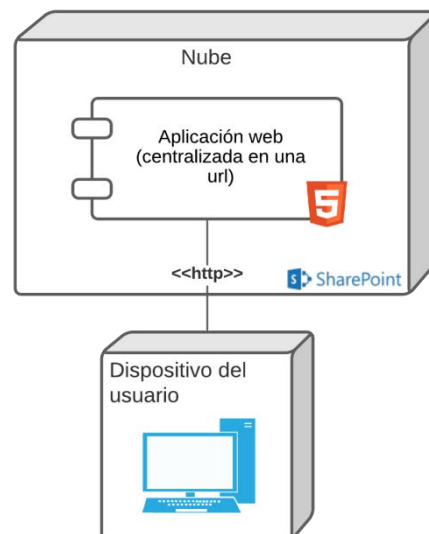 Nube
Aplicación web
(centralizada en una
url)
5
<<http>>
S SharePoint
Dispositivo del
usuario